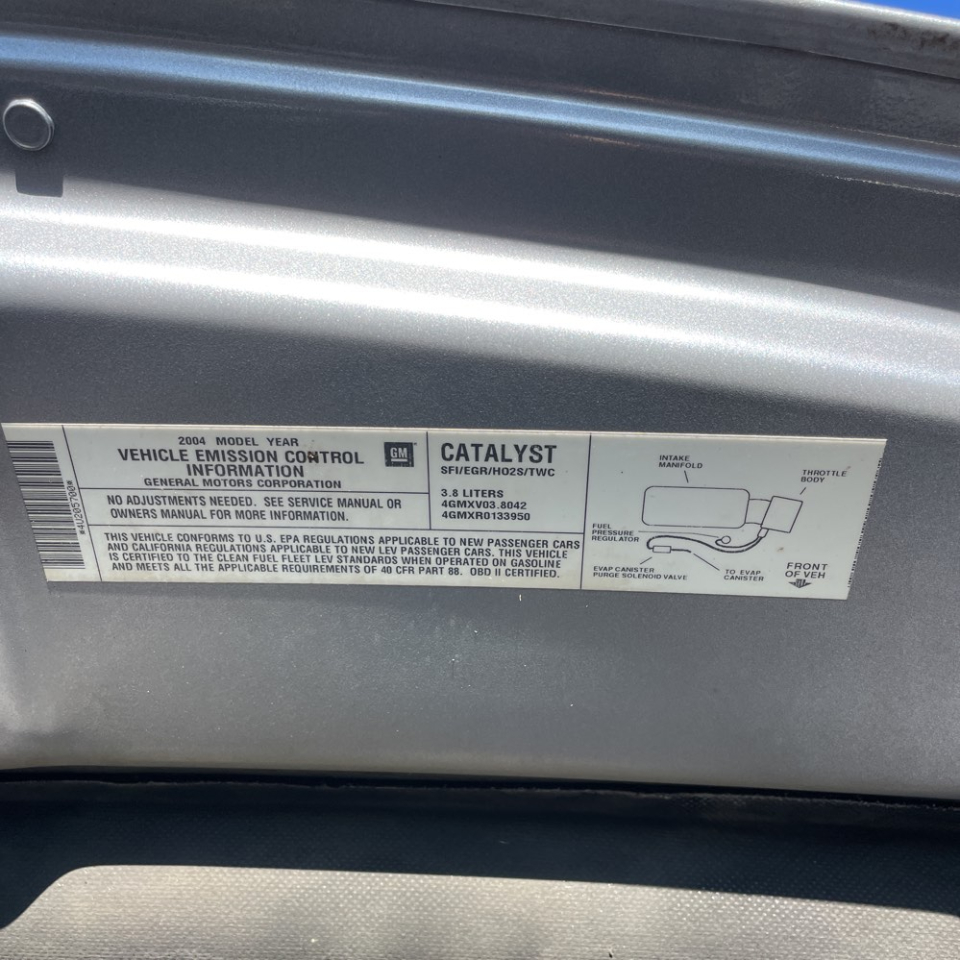 #4U205700#
2004 MODEL YEAR
VEHICLE EMISSION CONTROL
INFORMATION
GENERAL MOTORS CORPORATION
GM
NO ADJUSTMENTS NEEDED. SEE SERVICE MANUAL OR
OWNERS MANUAL FOR MORE INFORMATION.
CATALYST
SFI/EGR/HO2S/TWC
3.8 LITERS
4GMXV03.8042
4GMXR0133950
THIS VEHICLE CONFORMS TO U.S. EPA REGULATIONS APPLICABLE TO NEW PASSENGER CARS
AND CALIFORNIA REGULATIONS APPLICABLE TO NEW LEV PASSENGER CARS. THIS VEHICLE
IS CERTIFIED TO THE CLEAN FUEL FLEET LEV STANDARDS WHEN OPERATED ON GASOLINE
AND MEETS ALL THE APPLICABLE REQUIREMENTS OF 40 CFR PART 88. OBD II CERTIFIED.
INTAKE
MANIFOLD
THROTTLE
BODY
FUEL
PRESSURE
REGULATOR
EVAP CANISTER
PURGE SOLENOID VALVE
TO EVAP
CANISTER
FRONT
OF VEH